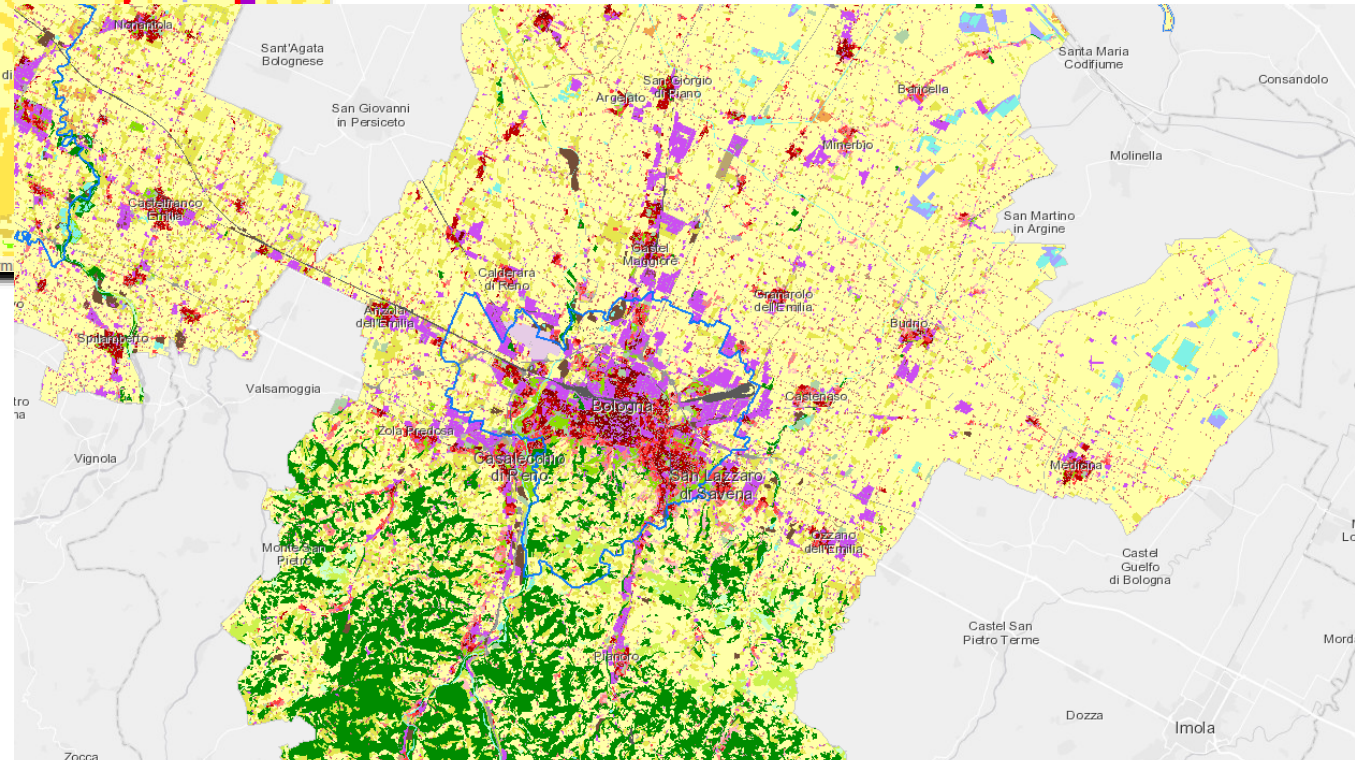 Nonantola
Sant'Agata
Bolognese
Santa Maria
Codifiume
Consandolo
di
San Giorgio
di Piano
Argelato
Baricella
San Giovanni
in Persiceto
Minerbio
Molinella
Castelfranco
Emilia
San Martino
in Argine
Castel
Maggiore
Calderara
di Reno
Granarolo
dell'Emilia
Anzola
dell'Emilia
Budrio
Spilamberto
Valsamoggia
Castenaso
Bologna
Zola Predosa
Vignola
Casalecchio
di Reno
San Lazzaro
di Savena
Medicina
Ozzano
dell'Emilia
Monte San
Pietro
Castel
Guelfo
di Bologna
Castel San
Pietro Terme
Pianoro
Dozza
Imola
Zocca